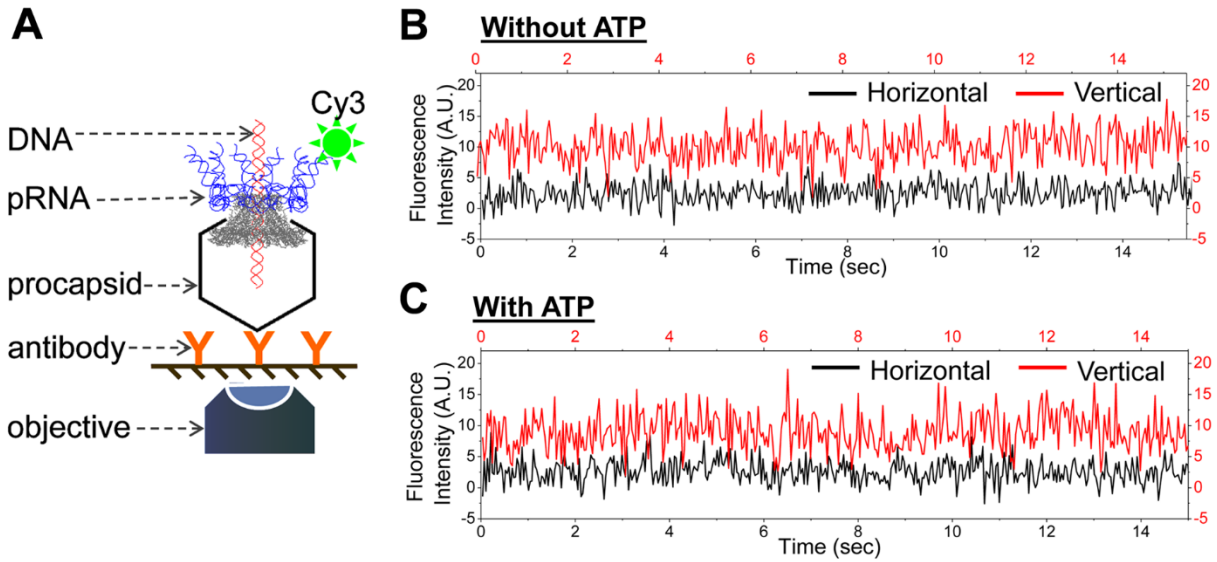 A
Cy3
DNA
pRNA
procapsid
antibody
objective
B
Without ATP
0 2 4 6 8 10 12 14
Horizontal Vertical
Fluorescence
Intensity (A.U.)
20 20
15 15
10 10
5 5
0 0
-5 -5
0 2 4 6 8 10 12 14
Time (sec)
C
With ATP
0 2 4 6 8 10 12 14
Horizontal Vertical
Fluorescence
Intensity (A.U.)
20 20
15 15
10 10
5 5
0 0
-5 -5
0 2 4 6 8 10 12 14
Time (sec)